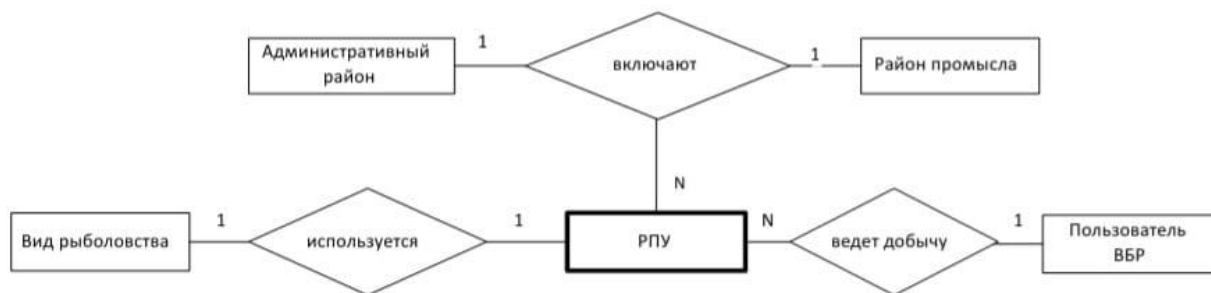 Административный
район
1
включают
1
Район промысла
N
Вид рыболовства
1
используется
1
РПУ
N
ведет добычу
1
Пользователь
ВБР